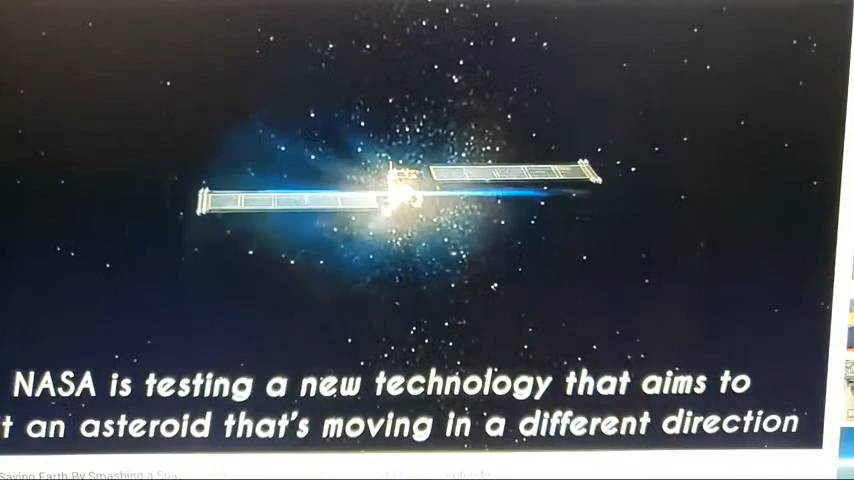 NASA is testing a new technology that aims to
an asteroid that's moving in a different direction
Saving Earth By Smashing a